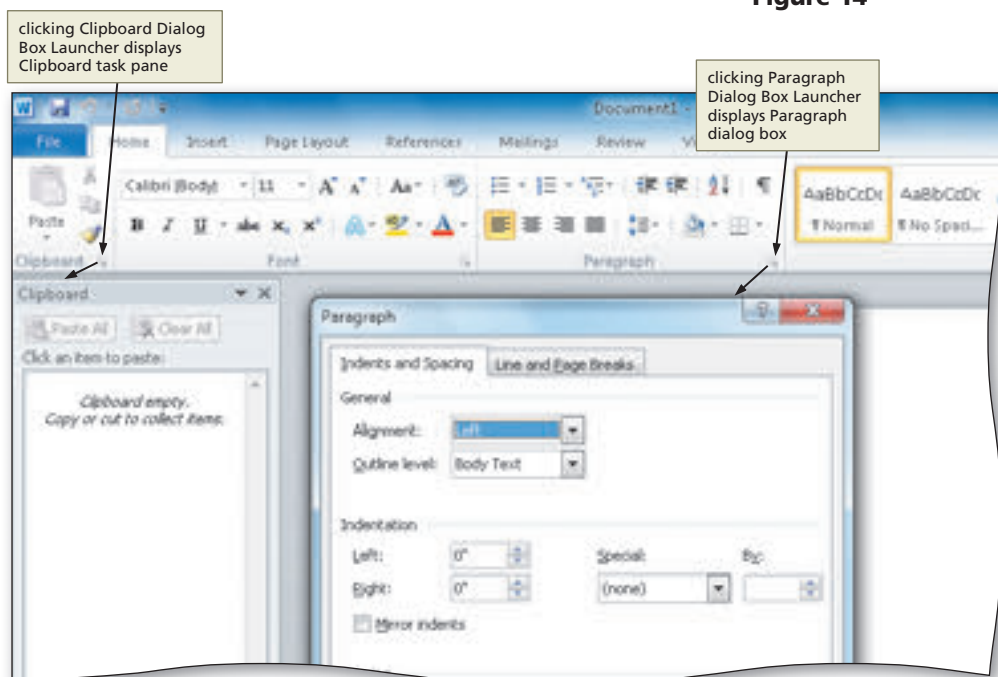 Figure 14
clicking Clipboard Dialog
Box Launcher displays
Clipboard task pane
clicking Paragraph
Dialog Box Launcher
displays Paragraph
dialog box
W Document1 -
File Home Insert Page Layout References Mailings Review
Calibri (Body) 11 A A Aa
Paste B I U abc x, x² A A
AaBbCcDc AaBbCcDc
¶ Normal ¶ No Spaci...
Clipboard Font Paragraph
Clipboard
Paste All Clear All
Click an item to paste:
Clipboard empty.
Copy or cut to collect items.
Paragraph
Indents and Spacing Line and Page Breaks
General
Alignment: Left
Outline level: Body Text
Indentation
Left: 0" Special: By:
Right: 0" (none)
Mirror indents